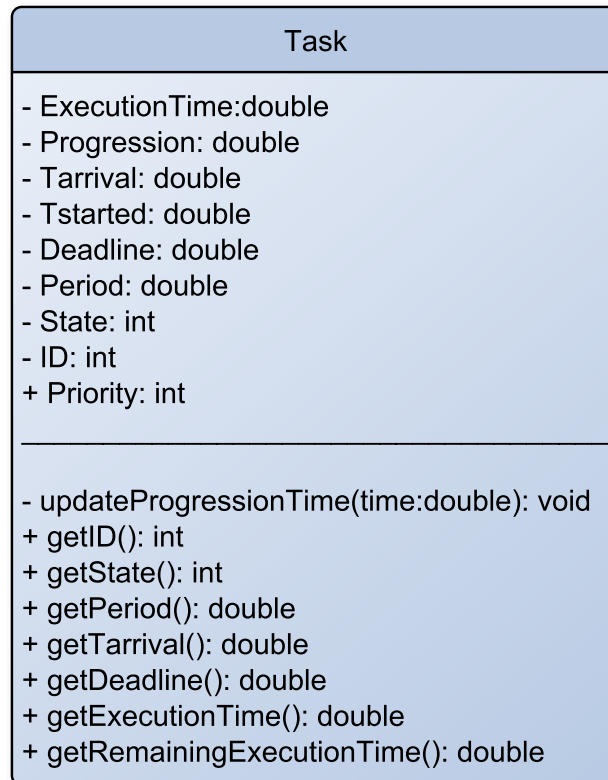 Task
- ExecutionTime:double
- Progression: double
- Tarrival: double
- Tstarted: double
- Deadline: double
- Period: double
- State: int
- ID: int
+ Priority: int
- updateProgressionTime(time:double): void
+ getID(): int
+ getState(): int
+ getPeriod(): double
+ getTarrival(): double
+ getDeadline(): double
+ getExecutionTime(): double
+ getRemainingExecutionTime(): double